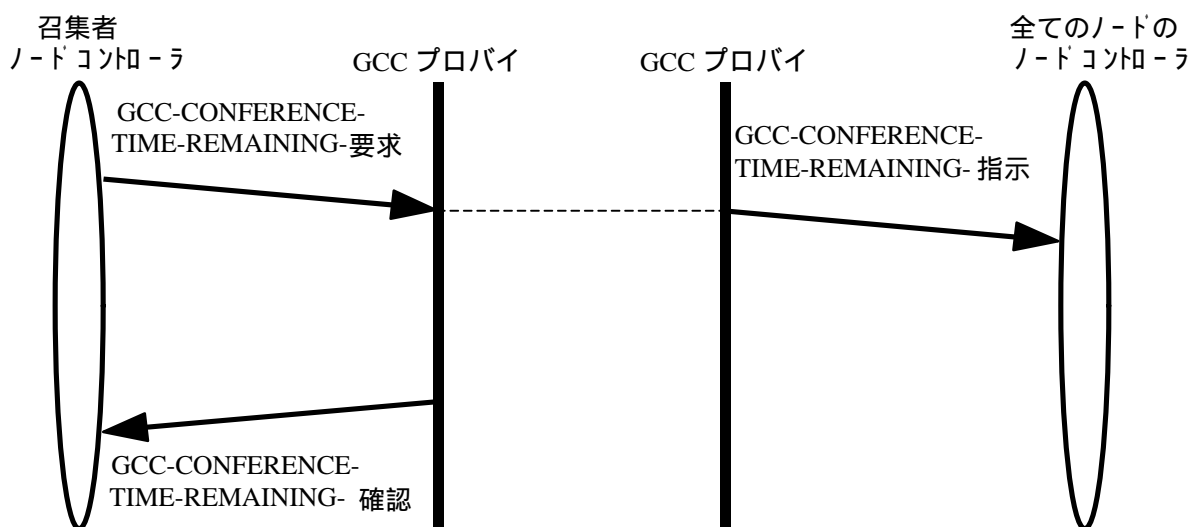 召集者
ノードコントローラ
GCC プロバイ
GCC プロバイ
全てのノードの
ノードコントローラ
GCC-CONFERENCE-
TIME-REMAINING-要求
GCC-CONFERENCE-
TIME-REMAINING- 指示
GCC-CONFERENCE-
TIME-REMAINING- 確認